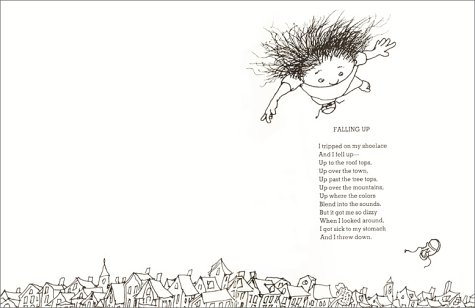 FALLING UP
I tripped on my shoelace
And I fell up—
Up to the roof tops,
Up over the town,
Up past the tree tops,
Up over the mountains,
Up where the colors
Blend into the sounds.
But it got me so dizzy
When I looked around,
I got sick to my stomach
And I threw down.